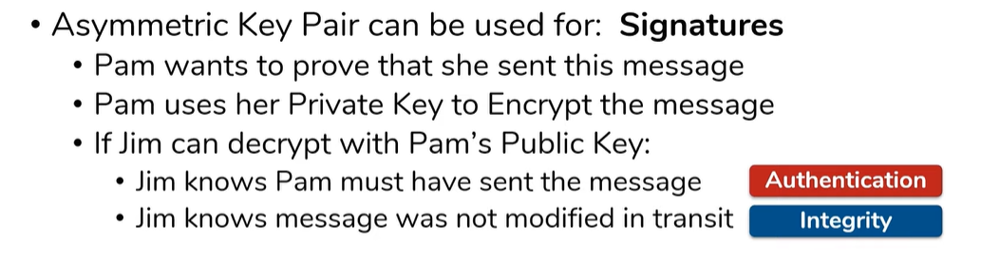 • Asymmetric Key Pair can be used for: Signatures
• Pam wants to prove that she sent this message
• Pam uses her Private Key to Encrypt the message
• If Jim can decrypt with Pam’s Public Key:
• Jim knows Pam must have sent the message Authentication
• Jim knows message was not modified in transit Integrity